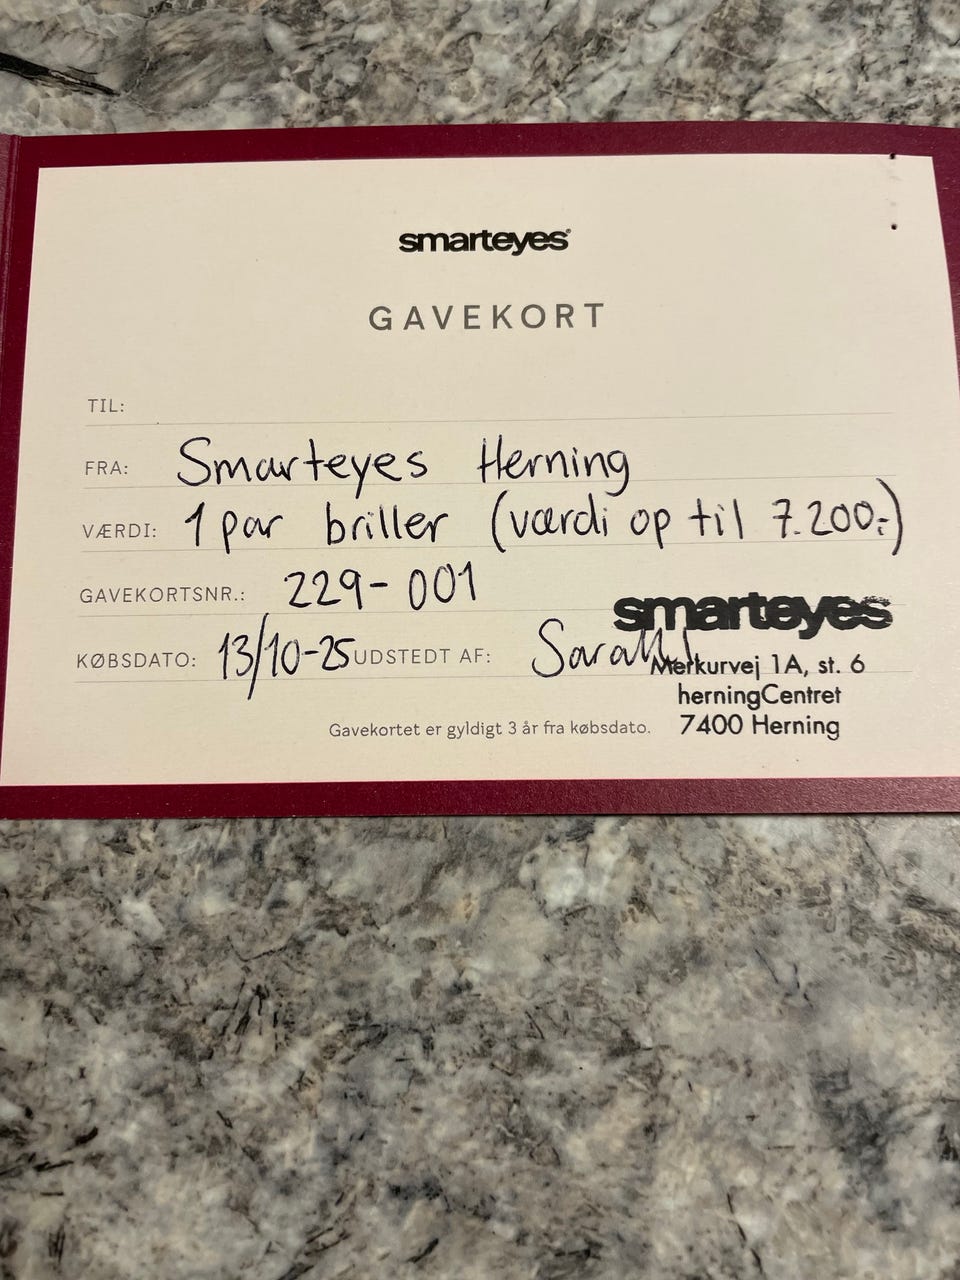 smarteyes®
GAVEKORT
TIL:
FRA: Smarteyes Herning
VÆRDI: 1 par briller (værdi op til 7.200,-)
GAVEKORTSNR.: 229-001
smarteyes
KØBSDATO: 13/10-25 UDSTEDT AF:
Merkurvej 1A, st. 6
herningCentret
Gavekortet er gyldigt 3 år fra købsdato.
7400 Herning